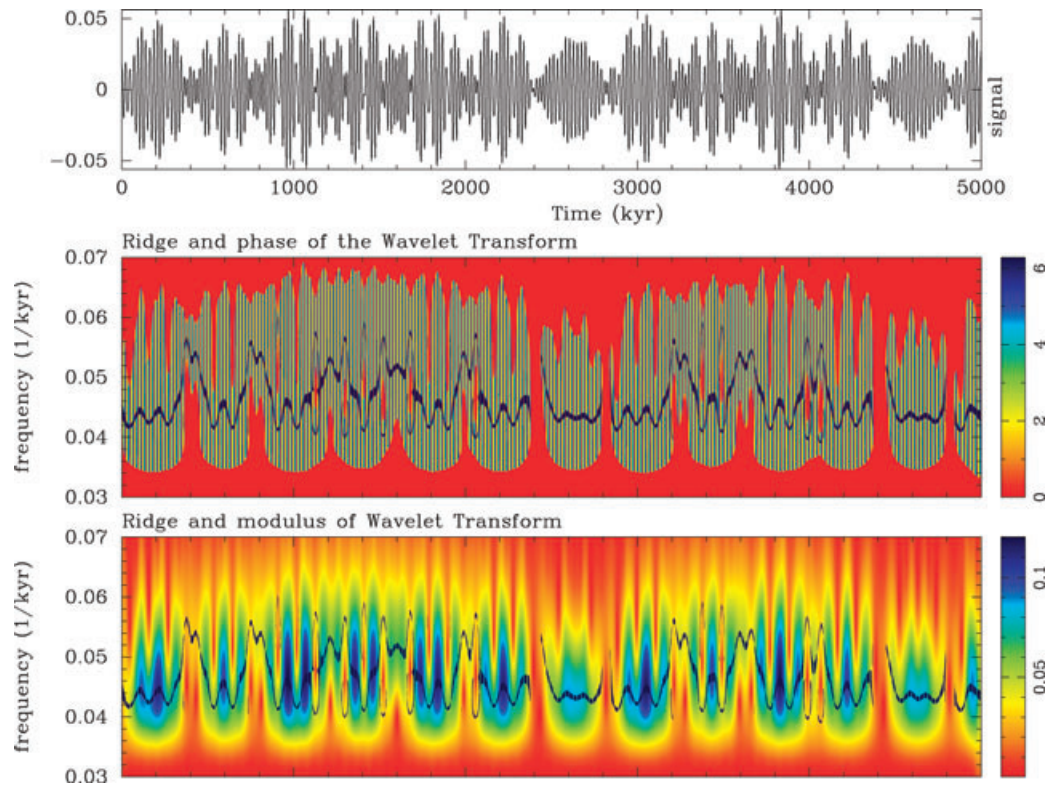 0.05
0
−0.05
signal
0 1000 2000 3000 4000 5000
Time (kyr)
Ridge and phase of the Wavelet Transform
frequency (1/kyr)
0.07
0.06
0.05
0.04
0.03
6
4
2
0
Ridge and modulus of Wavelet Transform
frequency (1/kyr)
0.07
0.06
0.05
0.04
0.03
0.1
0.05